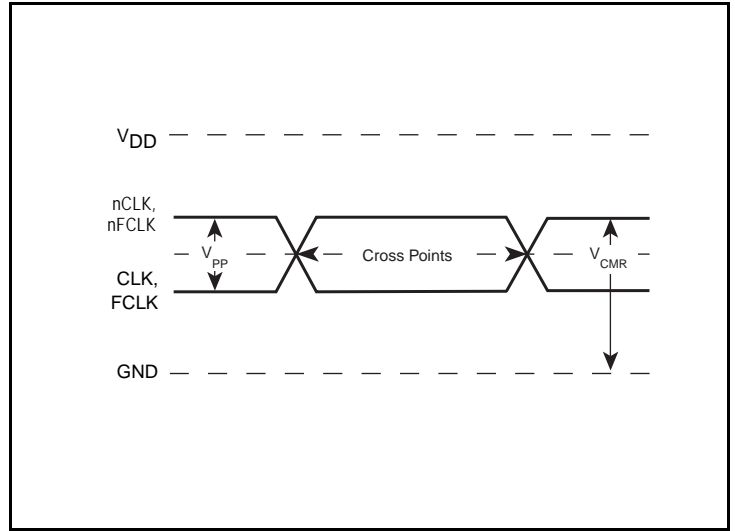 VDD
nCLK,
nFCLK
VPP
Cross Points
VCMR
CLK,
FCLK
GND